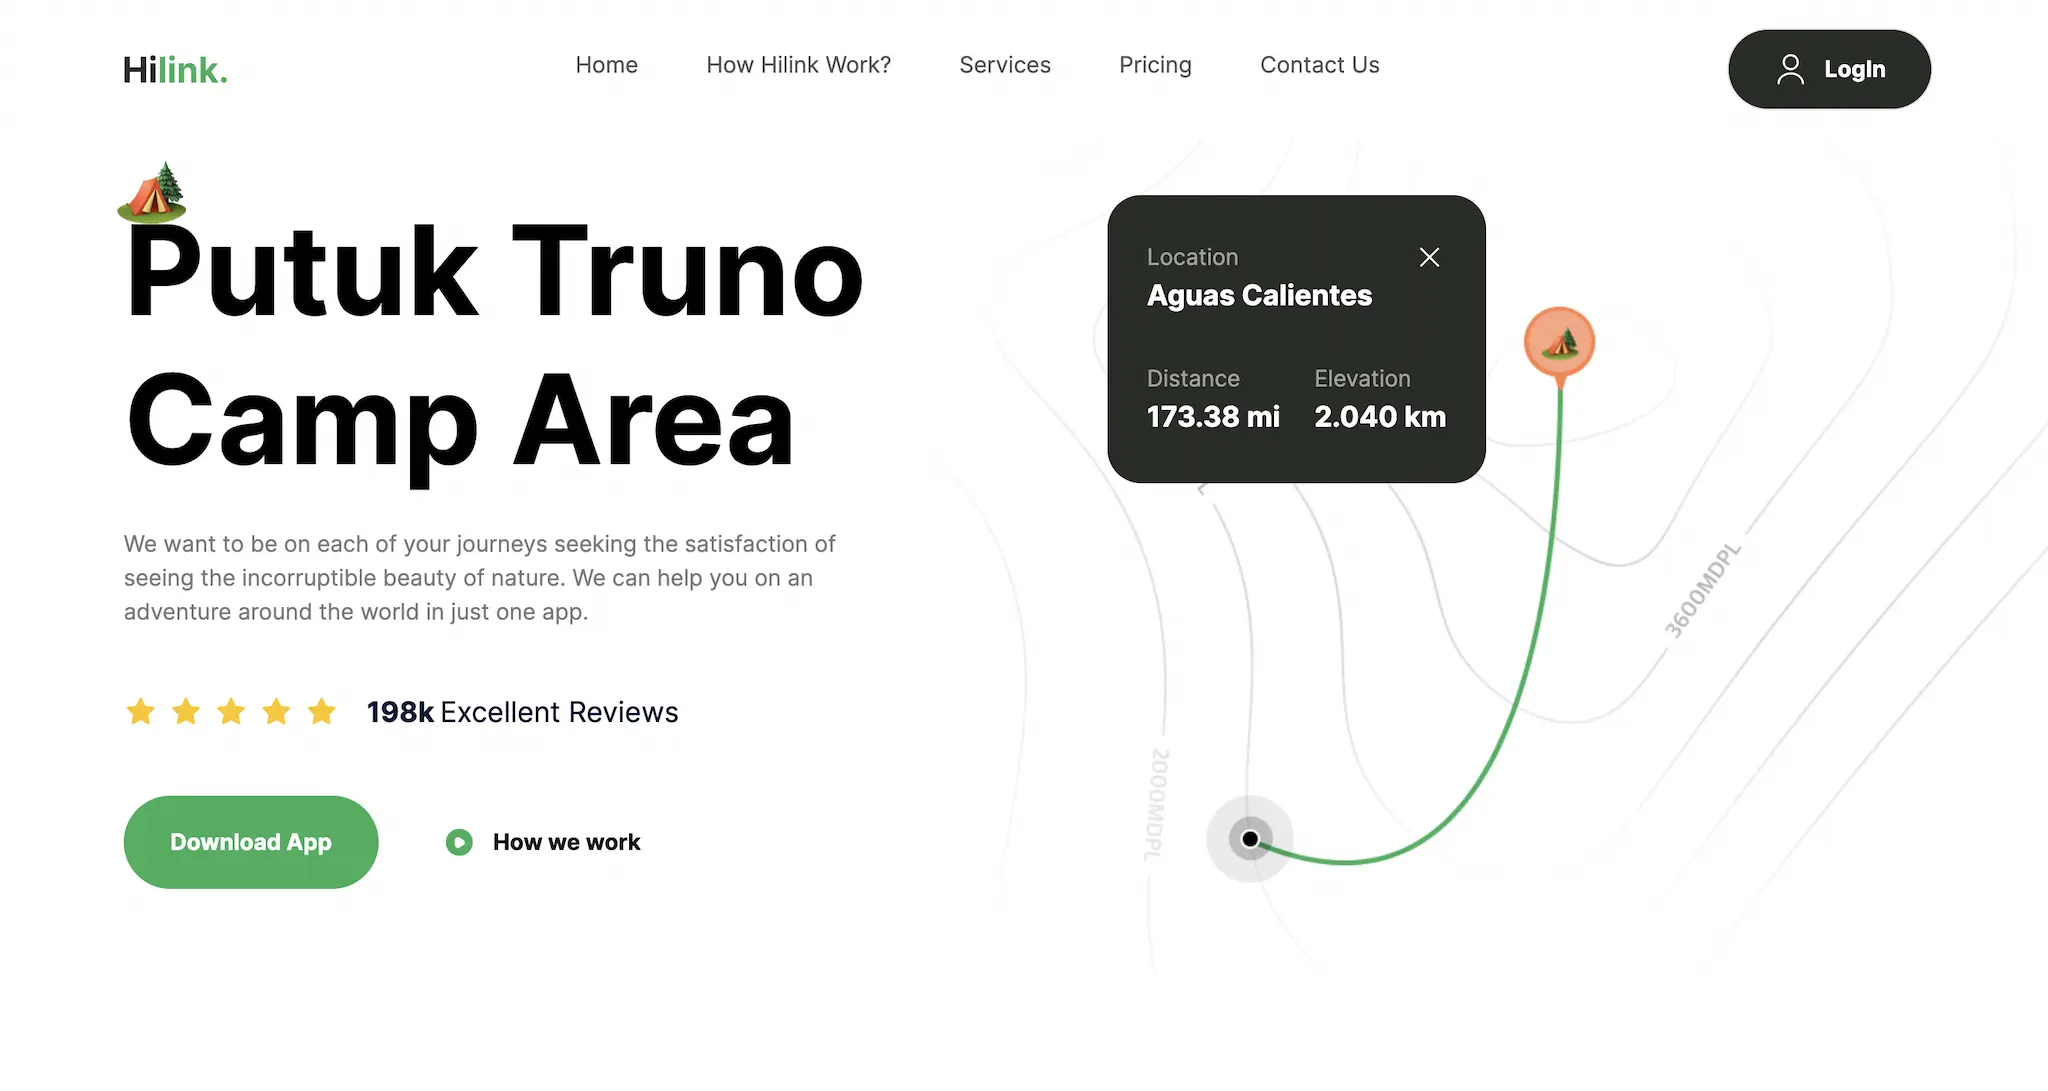 Hilink.
Home
How Hilink Work?
Services
Pricing
Contact Us
LogIn
Putuk Truno
Camp Area
We want to be on each of your journeys seeking the satisfaction of
seeing the incorruptible beauty of nature. We can help you on an
adventure around the world in just one app.
198k Excellent Reviews
Download App
How we work
Location
Aguas Calientes
Distance
Elevation
173.38 mi
2.040 km
3600MDPL
2000MDPL